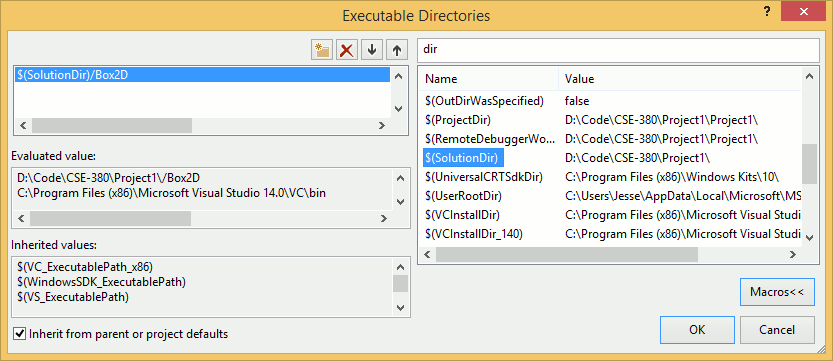 Executable Directories
?
dir
$(SolutionDir)/Box2D
Evaluated value:
D:\Code\CSE-380\Project1\/Box2D
C:\Program Files (x86)\Microsoft Visual Studio 14.0\VC\bin
Inherited values:
$(VC_ExecutablePath_x86)
$(WindowsSDK_ExecutablePath)
$(VS_ExecutablePath)
Inherit from parent or project defaults
Name Value
$(OutDirWasSpecified) false
$(ProjectDir) D:\Code\CSE-380\Project1\Project1\
$(RemoteDebuggerWo... D:\Code\CSE-380\Project1\Project1\
$(SolutionDir) D:\Code\CSE-380\Project1\
$(UniversalCRTSdkDir) C:\Program Files (x86)\Windows Kits\10\
$(UserRootDir) C:\Users\Jesse\AppData\Local\Microsoft\MS
$(VCInstallDir) C:\Program Files (x86)\Microsoft Visual Studio
$(VCInstallDir_140) C:\Program Files (x86)\Microsoft Visual Studio
Macros<<
OK
Cancel